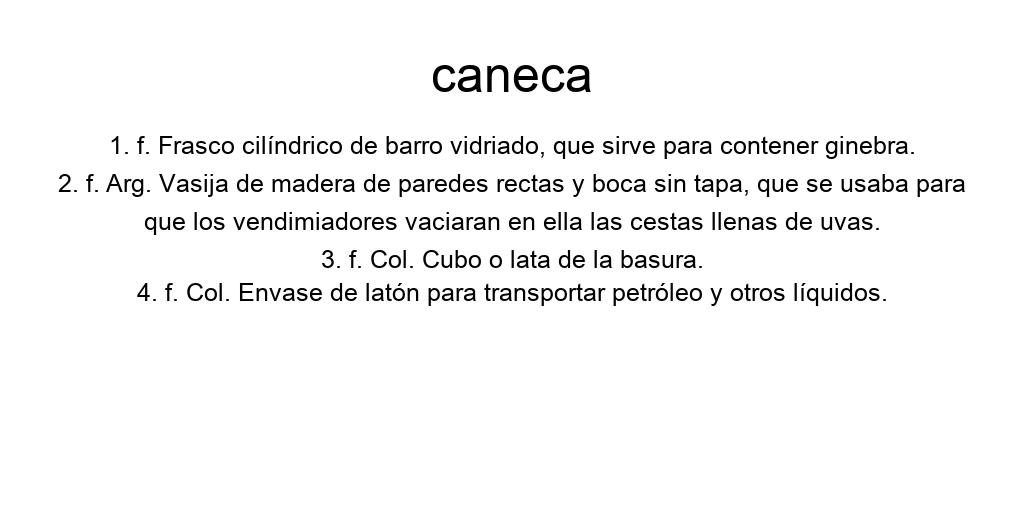 caneca
1. f. Frasco cilíndrico de barro vidriado, que sirve para contener ginebra.
2. f. Arg. Vasija de madera de paredes rectas y boca sin tapa, que se usaba para
que los vendimiadores vaciaran en ella las cestas llenas de uvas.
3. f. Col. Cubo o lata de la basura.
4. f. Col. Envase de latón para transportar petróleo y otros líquidos.